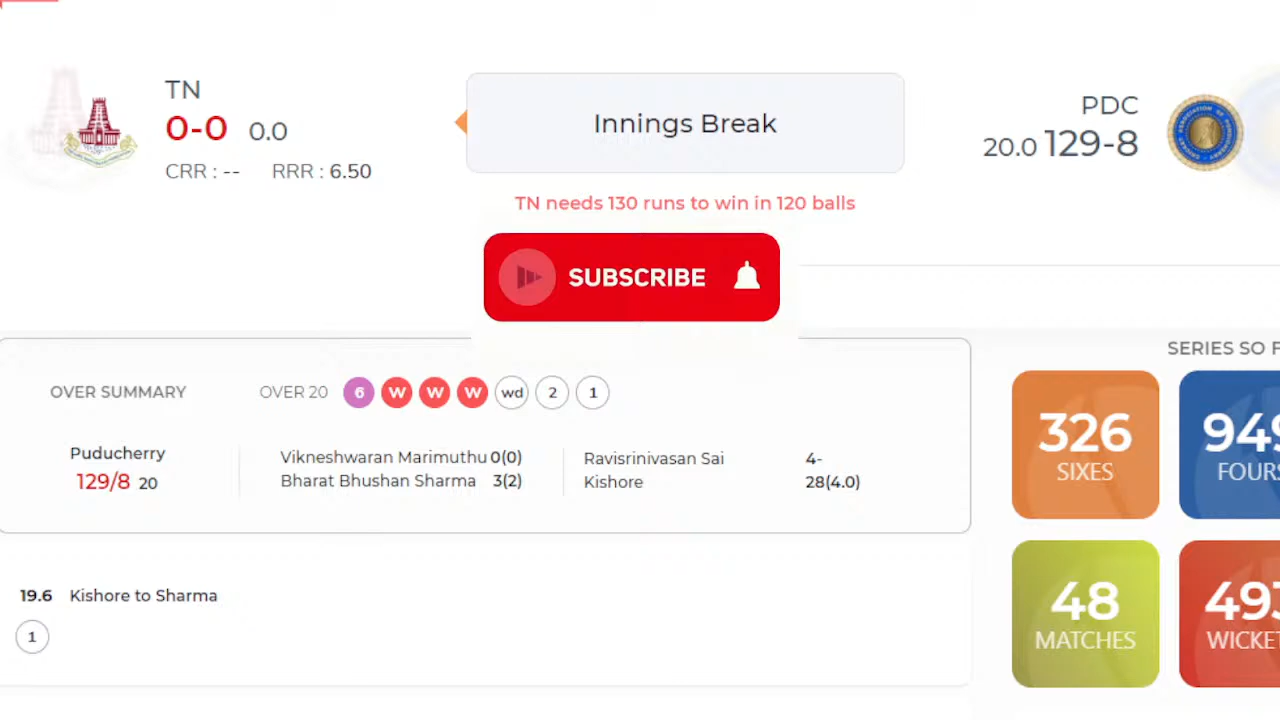 TN
0-0 0.0
CRR : -- RRR : 6.50
Innings Break
PDC
20.0 129-8
TN needs 130 runs to win in 120 balls
SUBSCRIBE
OVER SUMMARY OVER 20 6 W W W wd 2 1
Puducherry
129/8 20
Vikneshwaran Marimuthu 0(0)
Bharat Bhushan Sharma 3(2)
Ravisrinivasan Sai 4-
Kishore 28(4.0)
19.6 Kishore to Sharma
1
SERIES SO F
326
SIXES
949
FOURS
48
MATCHES
493
WICKET